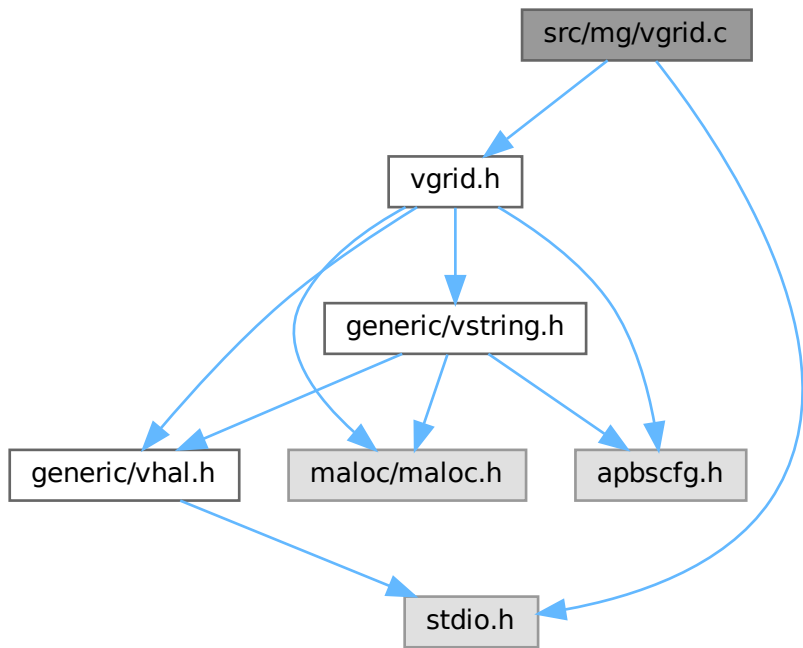 src/mg/vgrid.c
vgrid.h
generic/vstring.h
generic/vhal.h
maloc/maloc.h
apbscfg.h
stdio.h